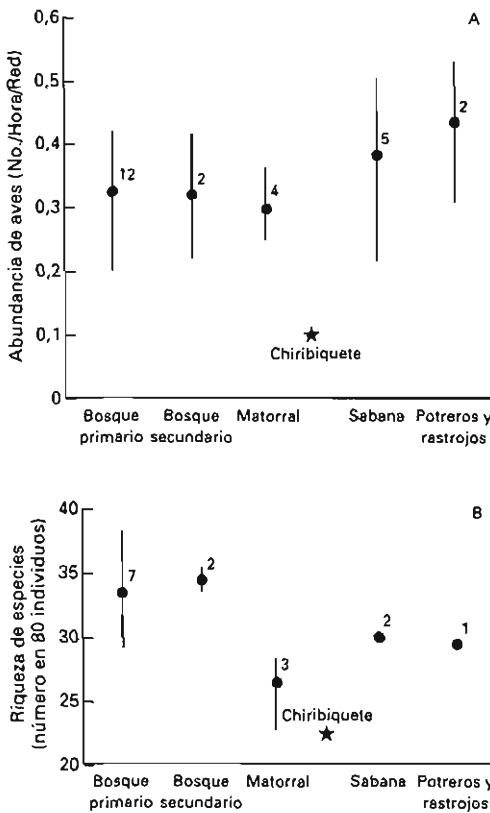 A
Abundancia de aves (No./Hora/Red)
0,6
0,5
0,4
0,3
0,2
0,1
0
12
2
4
5
2
Chiribiquete
Bosque primario
Bosque secundario
Matorral
Sabana
Potreros y rastrojos
B
Riqueza de especies
(número en 80 individuos)
40
35
30
25
20
7
2
3
2
1
Chiribiquete
Bosque primario
Bosque secundario
Matorral
Sabana
Potreros y rastrojos